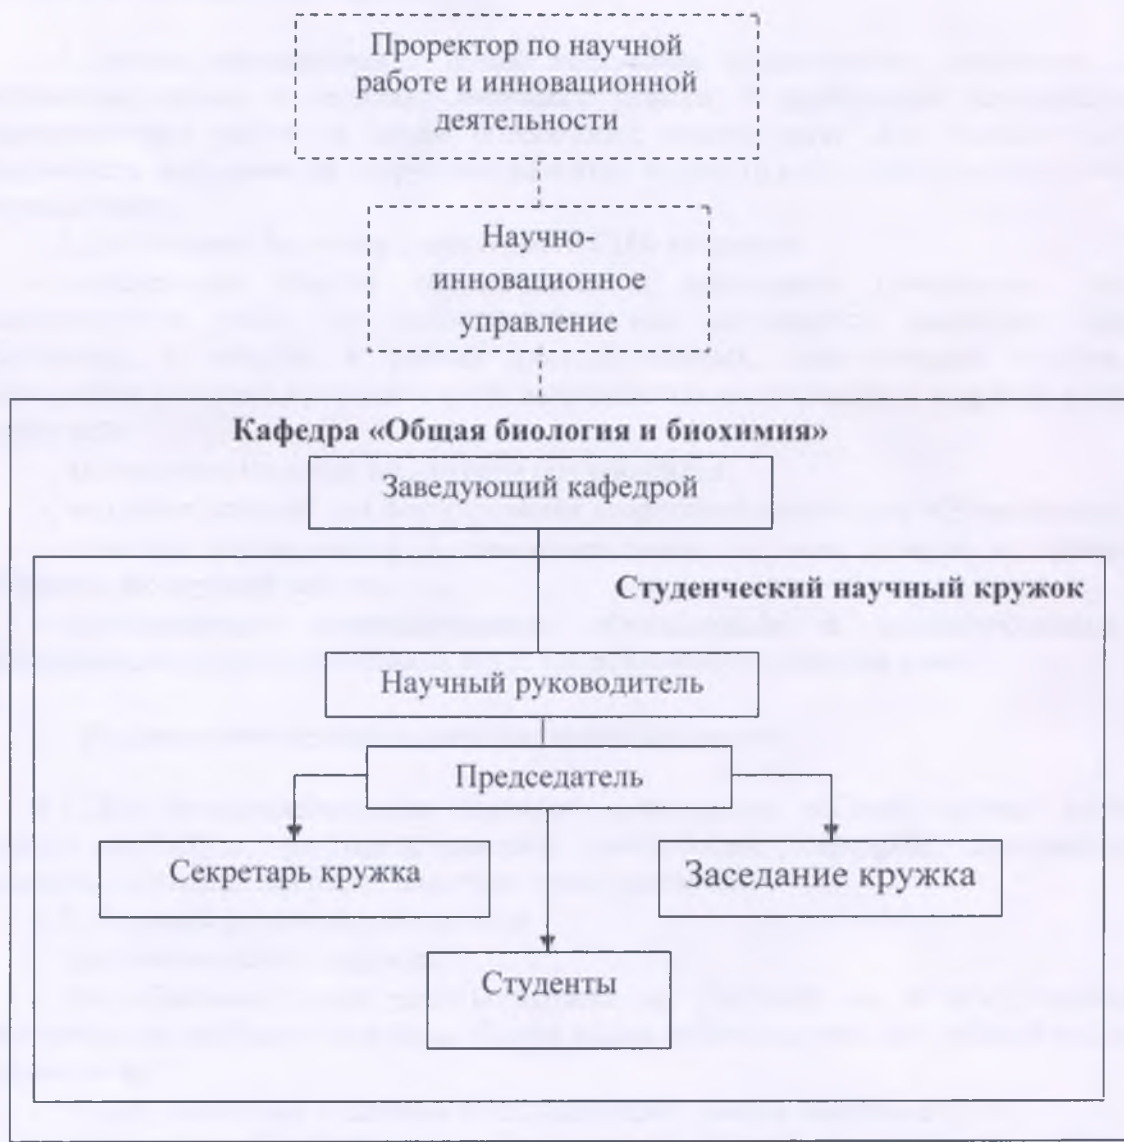 Проректор по научной
работе и инновационной
деятельности
Научно-
инновационное
управление
Кафедра «Общая биология и биохимия»
Заведующий кафедрой
Студенческий научный кружок
Научный руководитель
Председатель
Секретарь кружка
Заседание кружка
Студенты